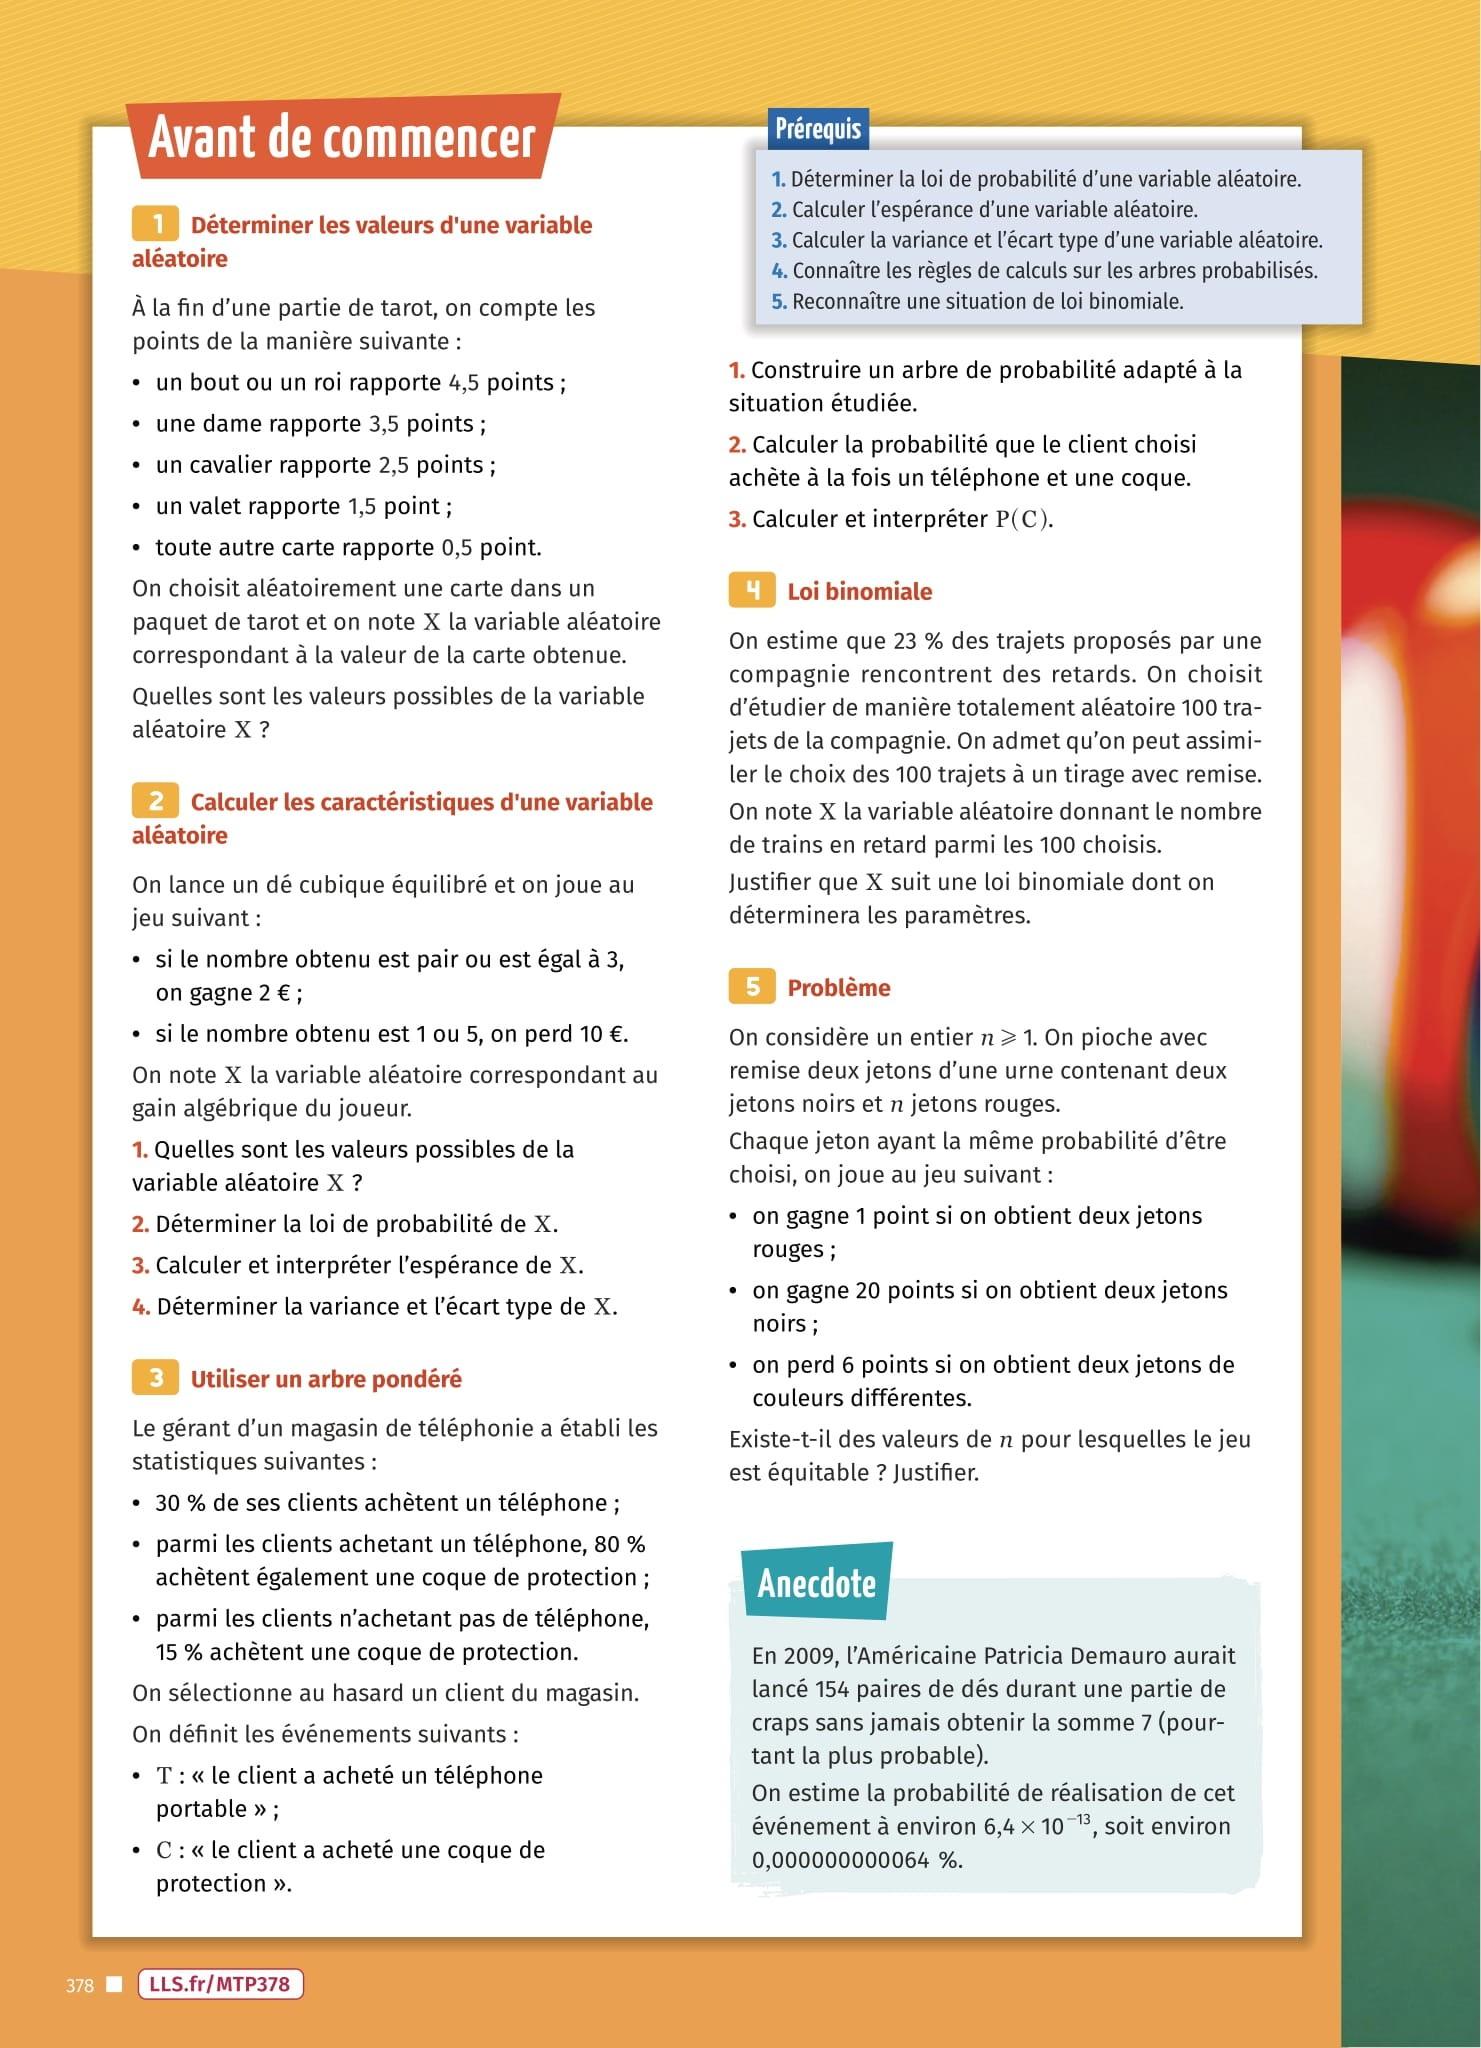 Avant de commencer
1 Déterminer les valeurs d'une variable
aléatoire
À la fin d’une partie de tarot, on compte les
points de la manière suivante :
• un bout ou un roi rapporte 4,5 points ;
• une dame rapporte 3,5 points ;
• un cavalier rapporte 2,5 points ;
• un valet rapporte 1,5 point ;
• toute autre carte rapporte 0,5 point.
On choisit aléatoirement une carte dans un
paquet de tarot et on note X la variable aléatoire
correspondant à la valeur de la carte obtenue.
Quelles sont les valeurs possibles de la variable
aléatoire X ?
2 Calculer les caractéristiques d'une variable
aléatoire
On lance un dé cubique équilibré et on joue au
jeu suivant :
• si le nombre obtenu est pair ou est égal à 3,
on gagne 2 € ;
• si le nombre obtenu est 1 ou 5, on perd 10 €.
On note X la variable aléatoire correspondant au
gain algébrique du joueur.
1. Quelles sont les valeurs possibles de la
variable aléatoire X ?
2. Déterminer la loi de probabilité de X.
3. Calculer et interpréter l’espérance de X.
4. Déterminer la variance et l’écart type de X.
3 Utiliser un arbre pondéré
Le gérant d’un magasin de téléphonie a établi les
statistiques suivantes :
• 30 % de ses clients achètent un téléphone ;
• parmi les clients achetant un téléphone, 80 %
achètent également une coque de protection ;
• parmi les clients n’achetant pas de téléphone,
15 % achètent une coque de protection.
On sélectionne au hasard un client du magasin.
On définit les événements suivants :
• T : « le client a acheté un téléphone
portable » ;
• C : « le client a acheté une coque de
protection ».
Prérequis
1. Déterminer la loi de probabilité d’une variable aléatoire.
2. Calculer l’espérance d’une variable aléatoire.
3. Calculer la variance et l’écart type d’une variable aléatoire.
4. Connaître les règles de calculs sur les arbres probabilisés.
5. Reconnaître une situation de loi binomiale.
1. Construire un arbre de probabilité adapté à la
situation étudiée.
2. Calculer la probabilité que le client choisi
achète à la fois un téléphone et une coque.
3. Calculer et interpréter P(C).
4 Loi binomiale
On estime que 23 % des trajets proposés par une
compagnie rencontrent des retards. On choisit
d’étudier de manière totalement aléatoire 100 tra-
jets de la compagnie. On admet qu’on peut assimi-
ler le choix des 100 trajets à un tirage avec remise.
On note X la variable aléatoire donnant le nombre
de trains en retard parmi les 100 choisis.
Justifier que X suit une loi binomiale dont on
déterminera les paramètres.
5 Problème
On considère un entier n ⩾ 1. On pioche avec
remise deux jetons d’une urne contenant deux
jetons noirs et n jetons rouges.
Chaque jeton ayant la même probabilité d’être
choisi, on joue au jeu suivant :
• on gagne 1 point si on obtient deux jetons
rouges ;
• on gagne 20 points si on obtient deux jetons
noirs ;
• on perd 6 points si on obtient deux jetons de
couleurs différentes.
Existe-t-il des valeurs de n pour lesquelles le jeu
est équitable ? Justifier.
Anecdote
En 2009, l’Américaine Patricia Demauro aurait
lancé 154 paires de dés durant une partie de
craps sans jamais obtenir la somme 7 (pour-
tant la plus probable).
On estime la probabilité de réalisation de cet
événement à environ 6,4 × 10⁻¹³, soit environ
0,000000000064 %.
378 LLS.fr/MTP378